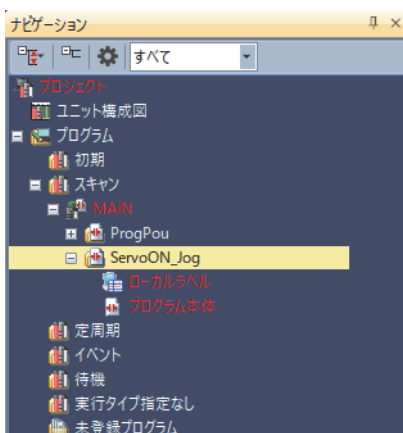 ナビゲーション
すべて
プロジェクト
ユニット構成図
プログラム
初期
スキャン
MAIN
ProgPou
ServoON_Jog
ローカルラベル
プログラム本体
定周期
イベント
待機
実行タイプ指定なし
未登録プログラム